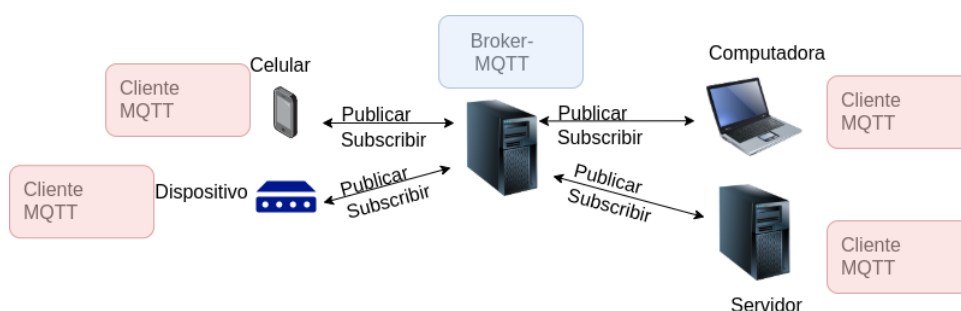 Broker-
MQTT
Celular
Cliente
MQTT
Publicar
Subscribir
Publicar
Subscribir
Computadora
Cliente
MQTT
Cliente
MQTT
Dispositivo
Publicar
Subscribir
Publicar
Subscribir
Cliente
MQTT
Servidor